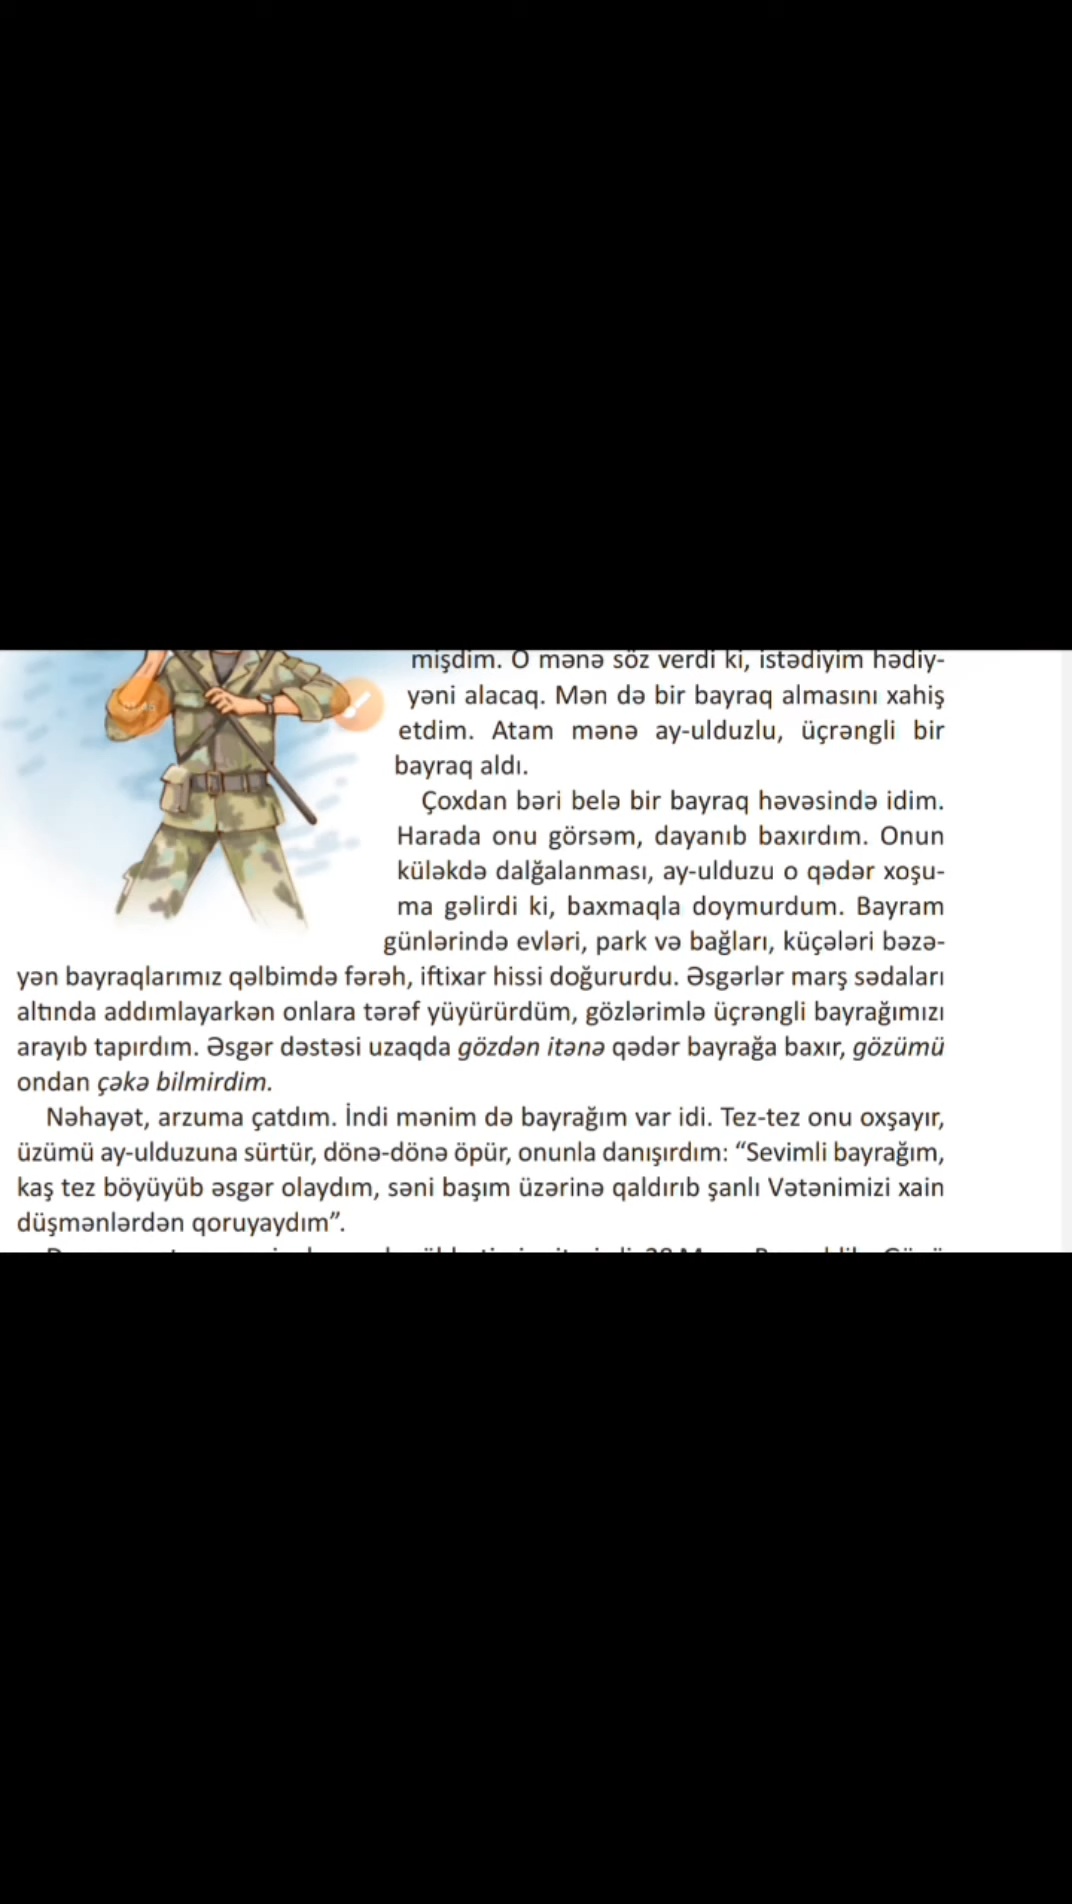 mişdim. O mənə söz verdi ki, istədiyim hədiy-
yəni alacaq. Mən də bir bayraq almasını xahiş
etdim. Atam mənə ay-ulduzlu, üçrəngli bir
bayraq aldı.
Çoxdan bəri belə bir bayraq həvəsində idim.
Harada onu görsəm, dayanıb baxırdım. Onun
küləkdə dalğalanması, ay-ulduzu o qədər xoşu-
ma gəlirdi ki, baxmaqla doymurdum. Bayram
günlərində evləri, park və bağları, küçələri bəzə-
yən bayraqlarımız qəlbimdə fərəh, iftixar hissi doğururdu. Əsgərlər marş sədaları
altında addımlayarkən onlara tərəf yüyürürdüm, gözlərimlə üçrəngli bayrağımızı
arayıb tapırdım. Əsgər dəstəsi uzaqda gözdən itənə qədər bayrağa baxır, gözümü
ondan çəkə bilmirdim.
Nəhayət, arzuma çatdım. İndi mənim də bayrağım var idi. Tez-tez onu oxşayır,
üzümü ay-ulduzuna sürtür, dönə-dönə öpür, onunla danışırdım: “Sevimli bayrağım,
kaş tez böyüyüb əsgər olaydım, səni başım üzərinə qaldırıb şanlı Vətənimizi xain
düşmənlərdən qoruyaydım”.